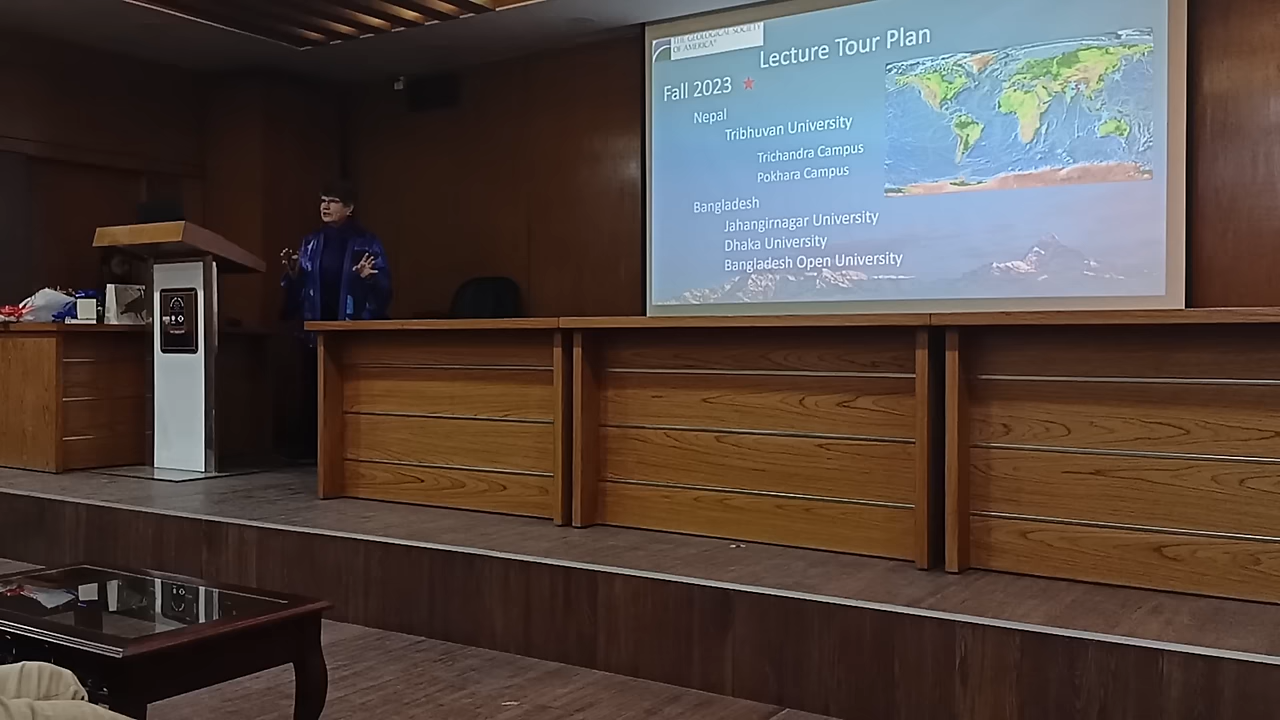 THE GEOLOGICAL SOCIETY
OF AMERICA®
Lecture Tour Plan
Fall 2023
Nepal
Tribhuvan University
Trichandra Campus
Pokhara Campus
Bangladesh
Jahangirnagar University
Dhaka University
Bangladesh Open University